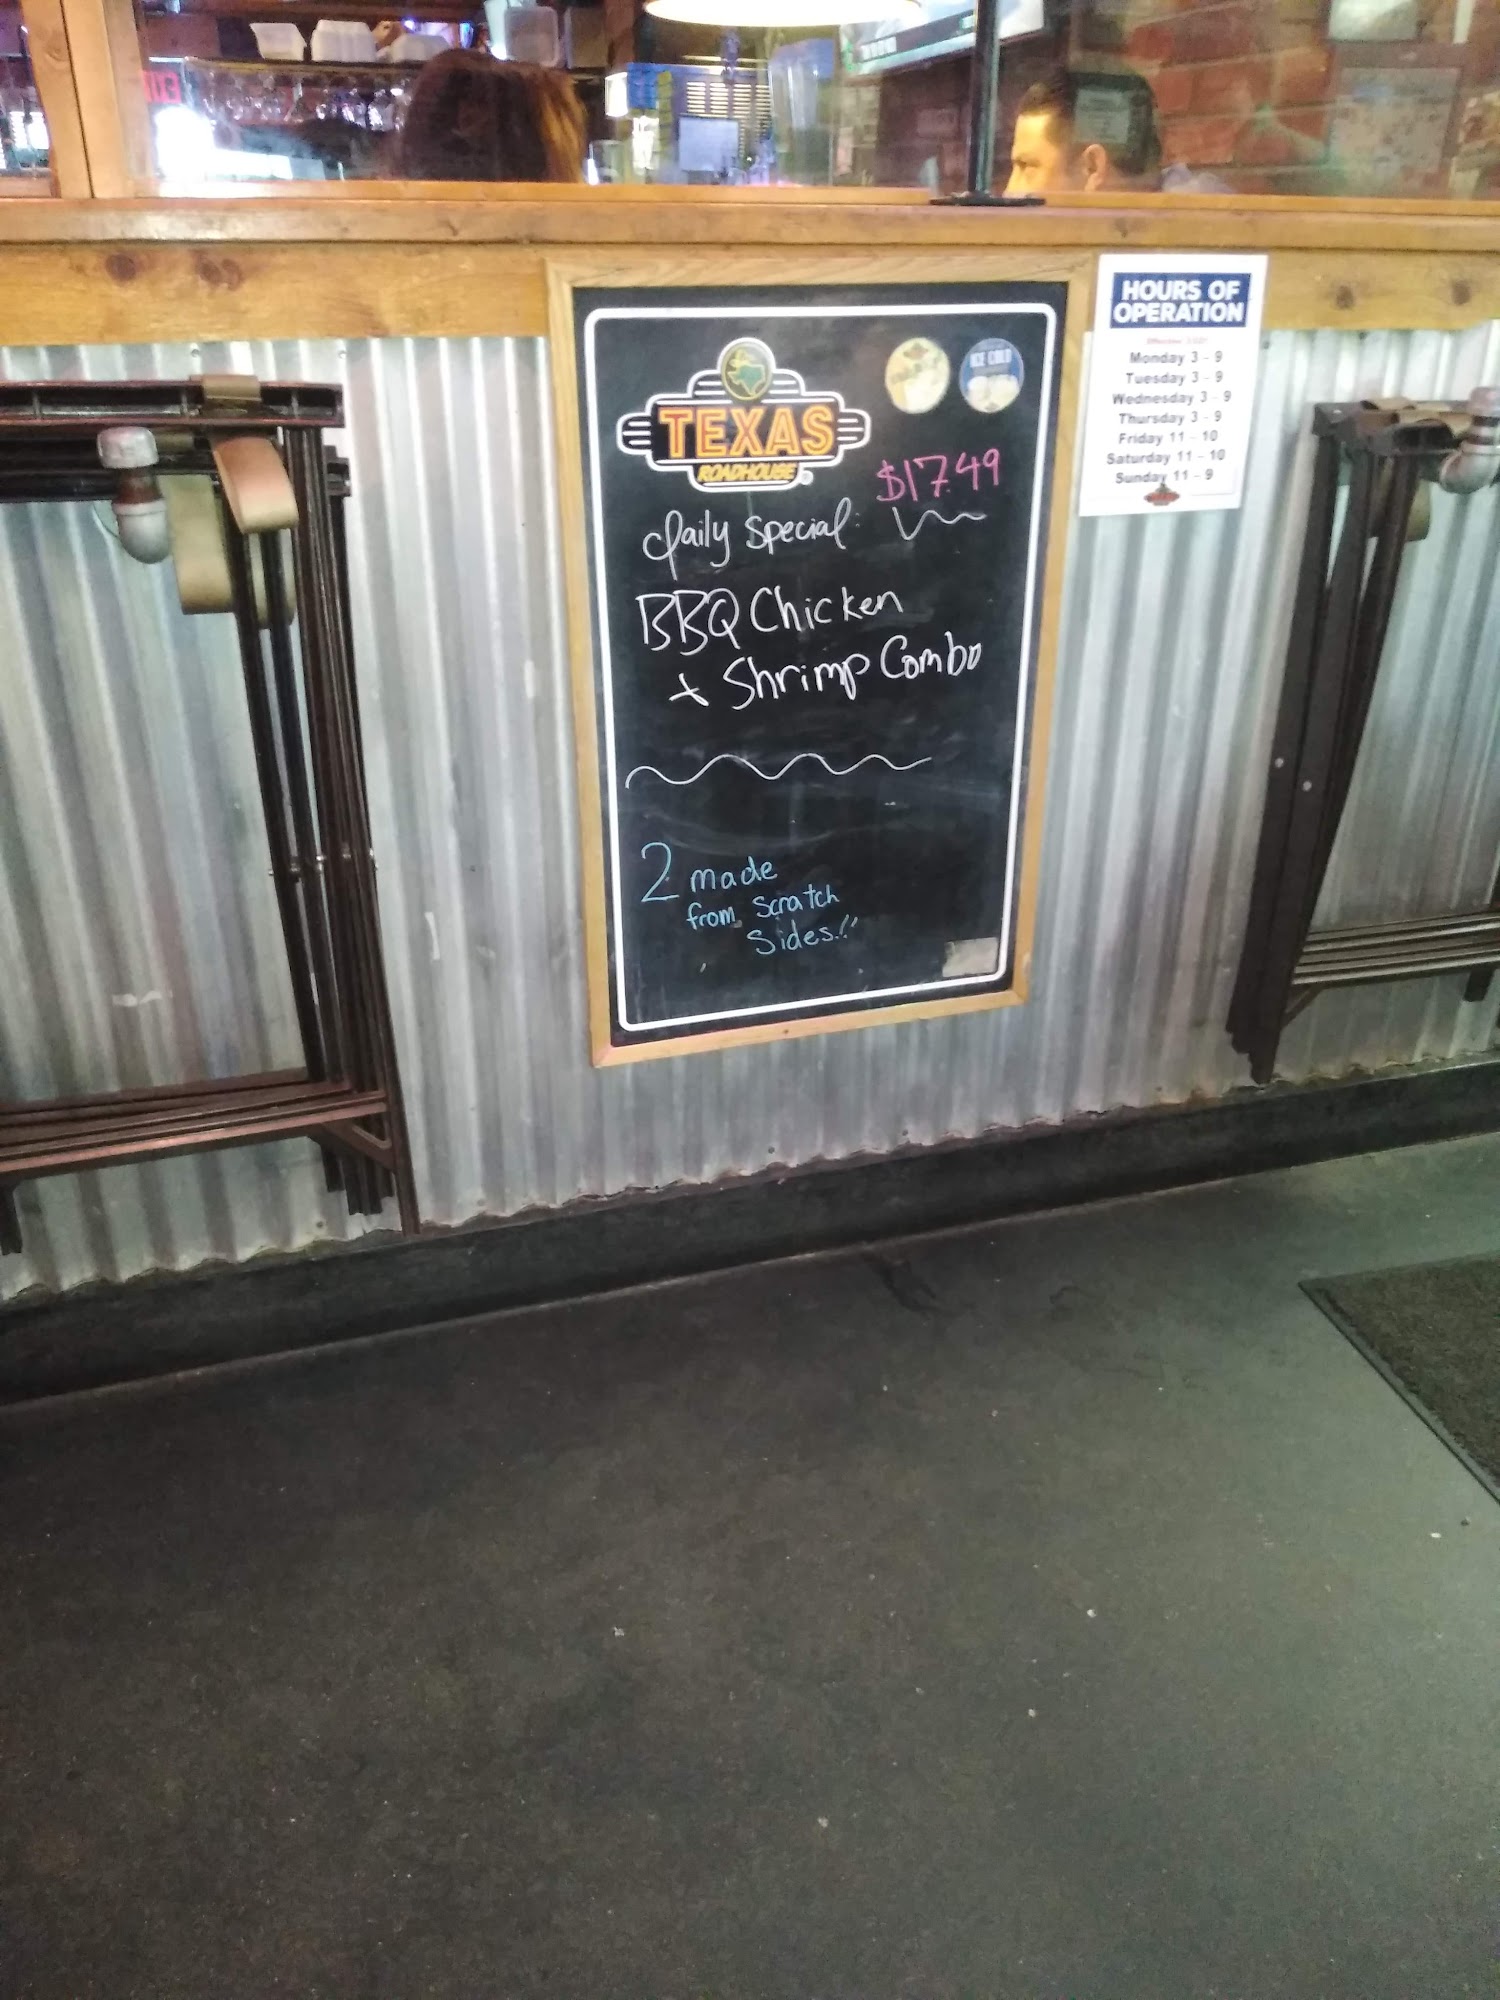 TEXAS
ROADHOUSE
ICE COLD
$17.49
daily special:
BBQ Chicken
+ Shrimp Combo
2 made
from scratch
sides!!
HOURS OF
OPERATION
Monday 3 - 9
Tuesday 3 - 9
Wednesday 3 - 9
Thursday 3 - 9
Friday 11 - 10
Saturday 11 - 10
Sunday 11 - 9